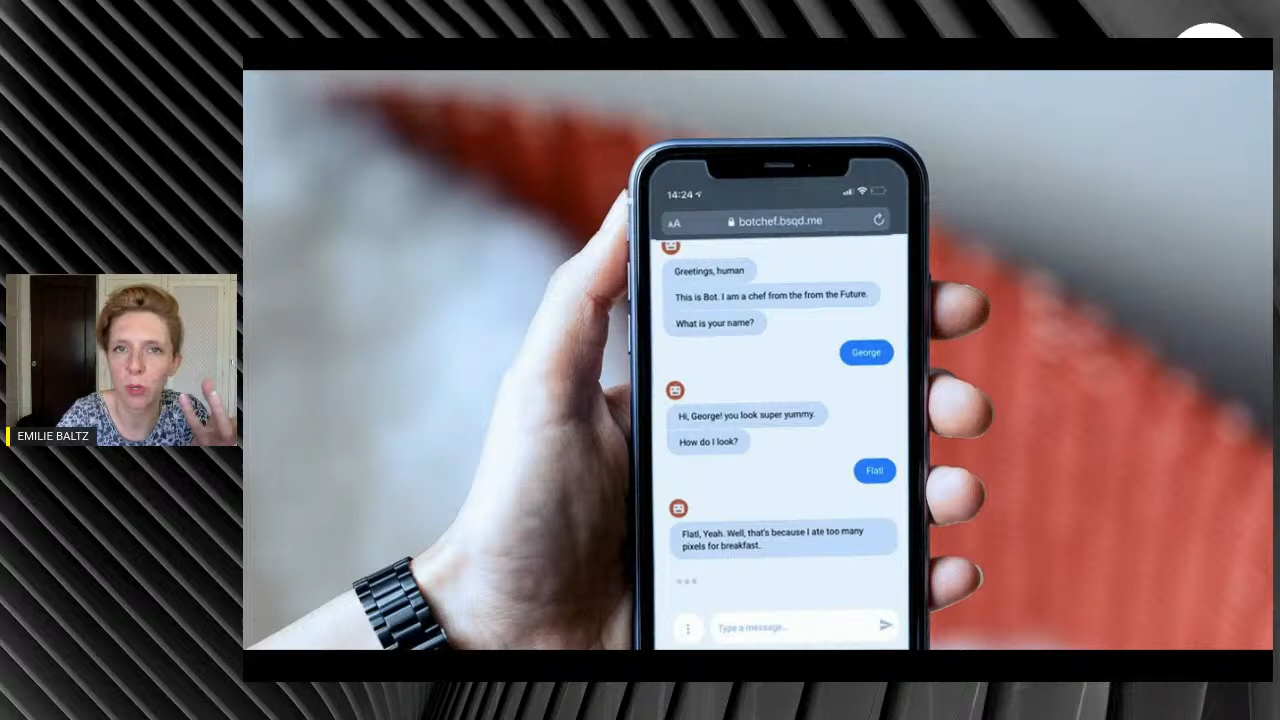 14:24
AA
botchef.bsqd.me
Greetings, human
This is Bot. I am a chef from the from the Future.
What is your name?
George
Hi, George! you look super yummy.
How do I look?
Flatl
Flatl, Yeah. Well, that's because I ate too many
pixels for breakfast.
Type a message...
EMILIE BALTZ